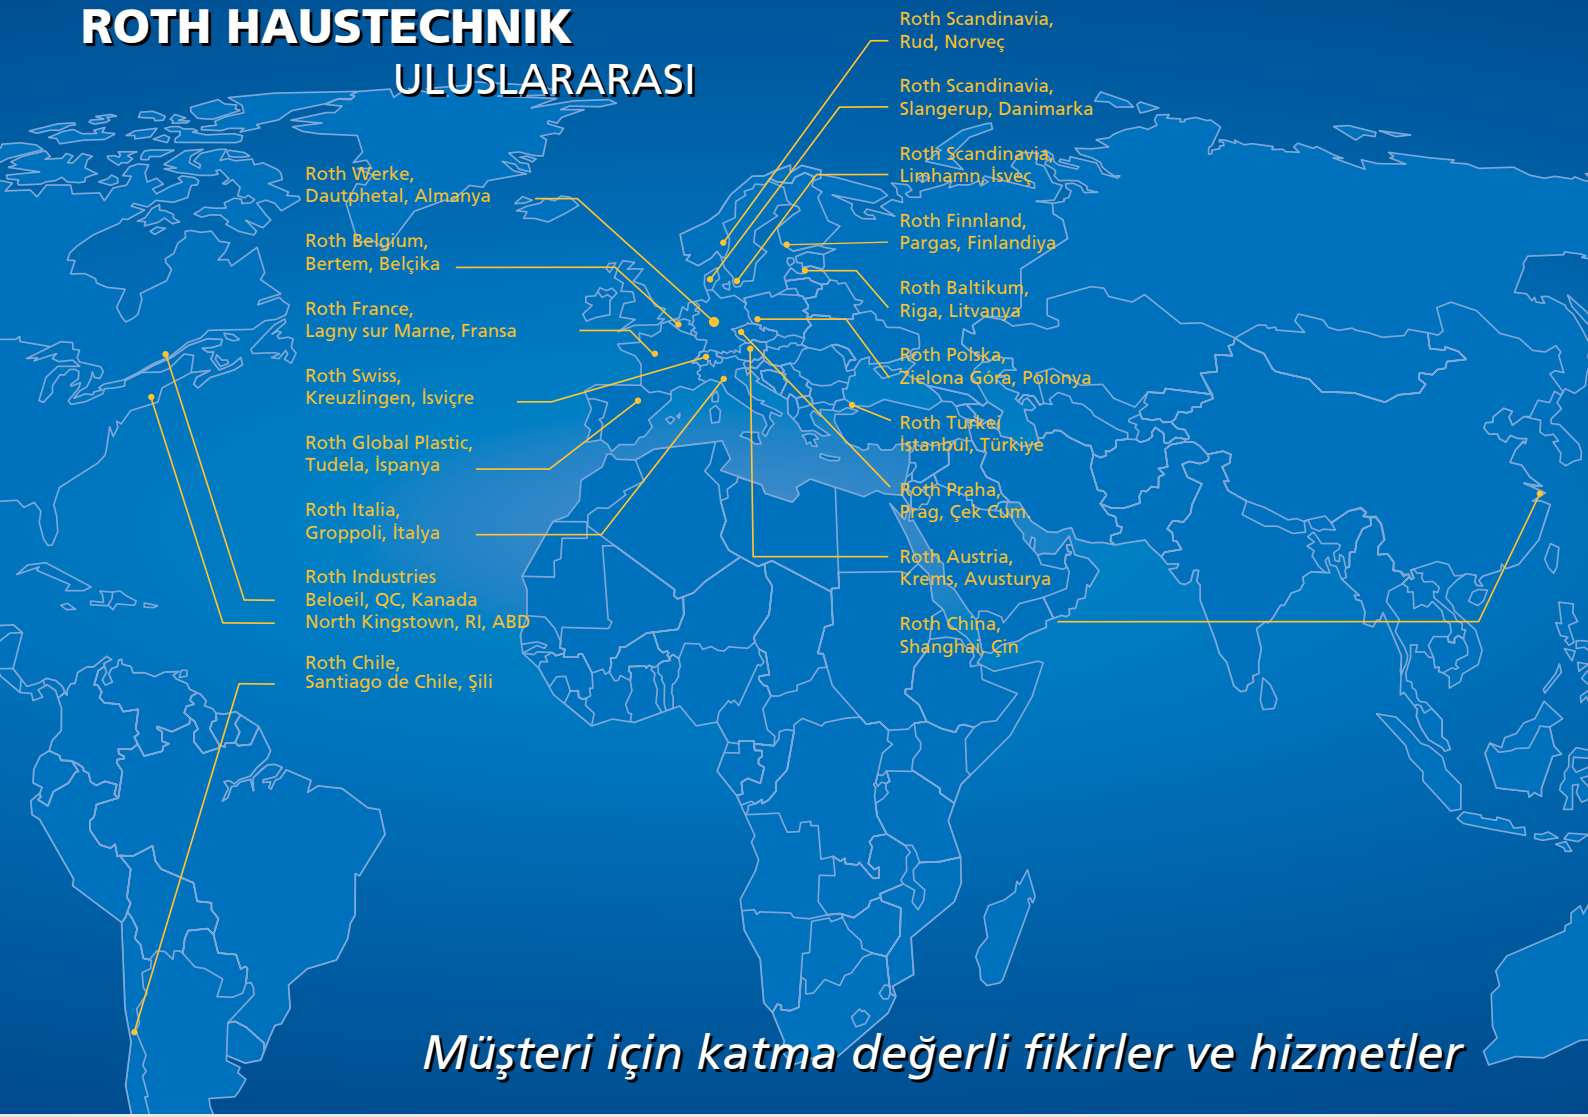 ROTH HAUSTECHNIK
ULUSLARARASI
Roth Werke,
Dautphetal, Almanya
Roth Belgium,
Bertem, Belçika
Roth France,
Lagny sur Marne, Fransa
Roth Swiss,
Kreuzlingen, İsviçre
Roth Global Plastic,
Tudela, İspanya
Roth Italia,
Groppoli, İtalya
Roth Industries
Beloeil, QC, Kanada
North Kingstown, RI, ABD
Roth Chile,
Santiago de Chile, Şili
Roth Scandinavia,
Rud, Norveç
Roth Scandinavia,
Slangerup, Danimarka
Roth Scandinavia,
Limhamn, İsveç
Roth Finnland,
Pargas, Finlandiya
Roth Baltikum,
Riga, Litvanya
Roth Polska,
Zielona Góra, Polonya
Roth Turkei
İstanbul, Türkiye
Roth Praha,
Prag, Çek Cum.
Roth Austria,
Krems, Avusturya
Roth China,
Shanghai, Çin
Müşteri için katma değerli fikirler ve hizmetler